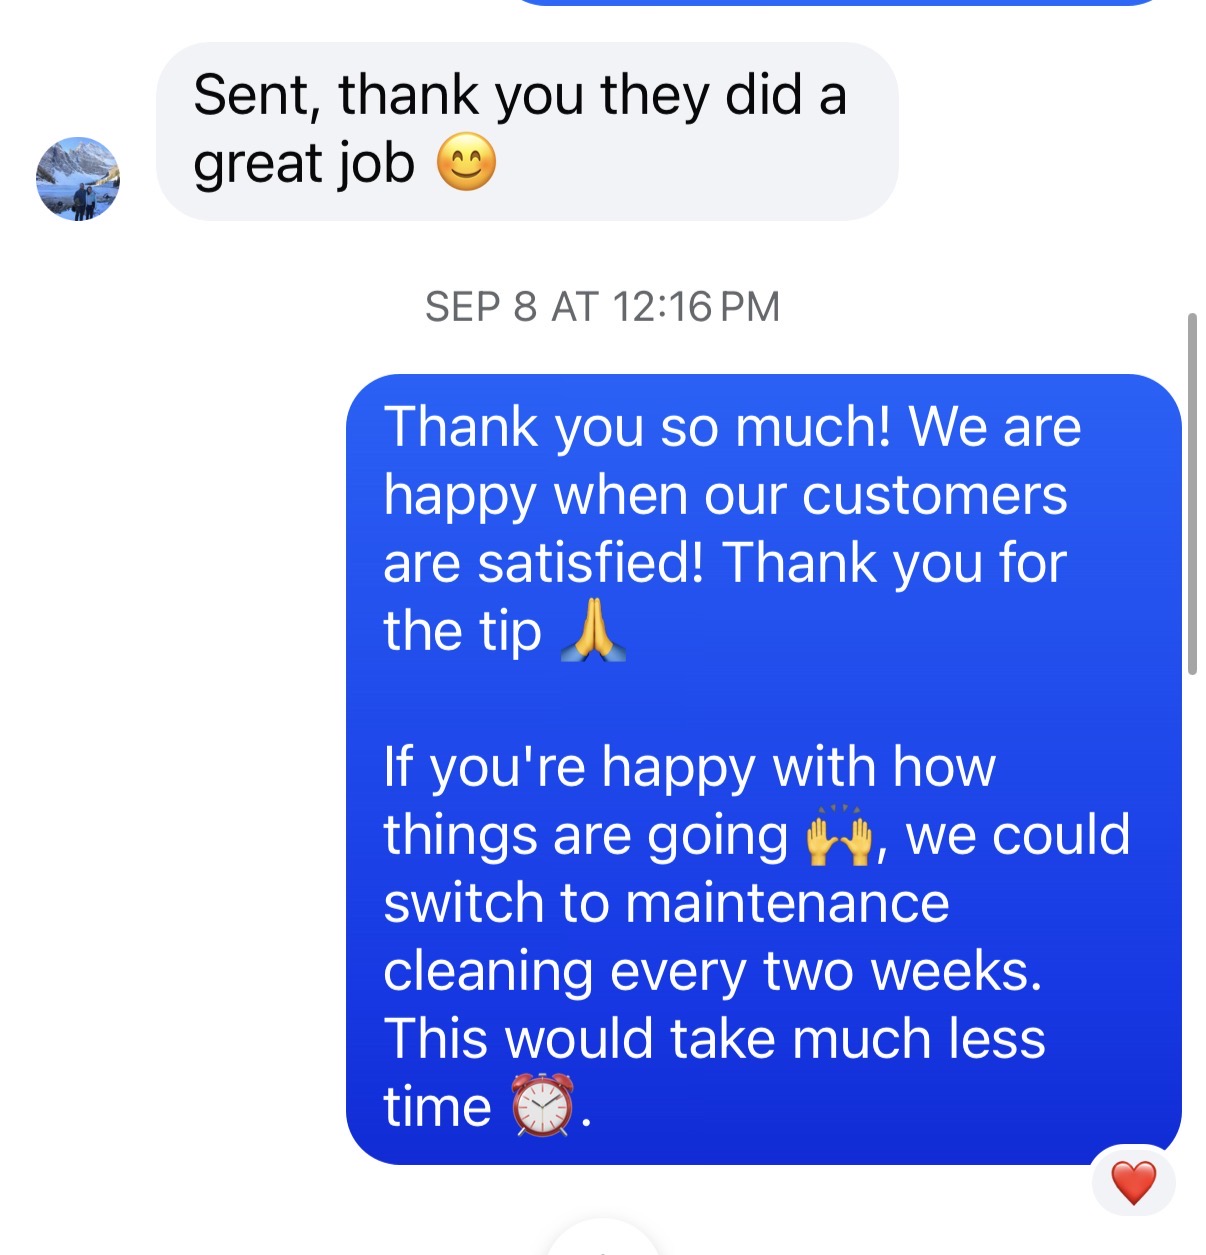 Sent, thank you they did a
great job 😊
SEP 8 AT 12:16 PM
Thank you so much! We are
happy when our customers
are satisfied! Thank you for
the tip 🙏
If you're happy with how
things are going 🙌, we could
switch to maintenance
cleaning every two weeks.
This would take much less
time ⏰.